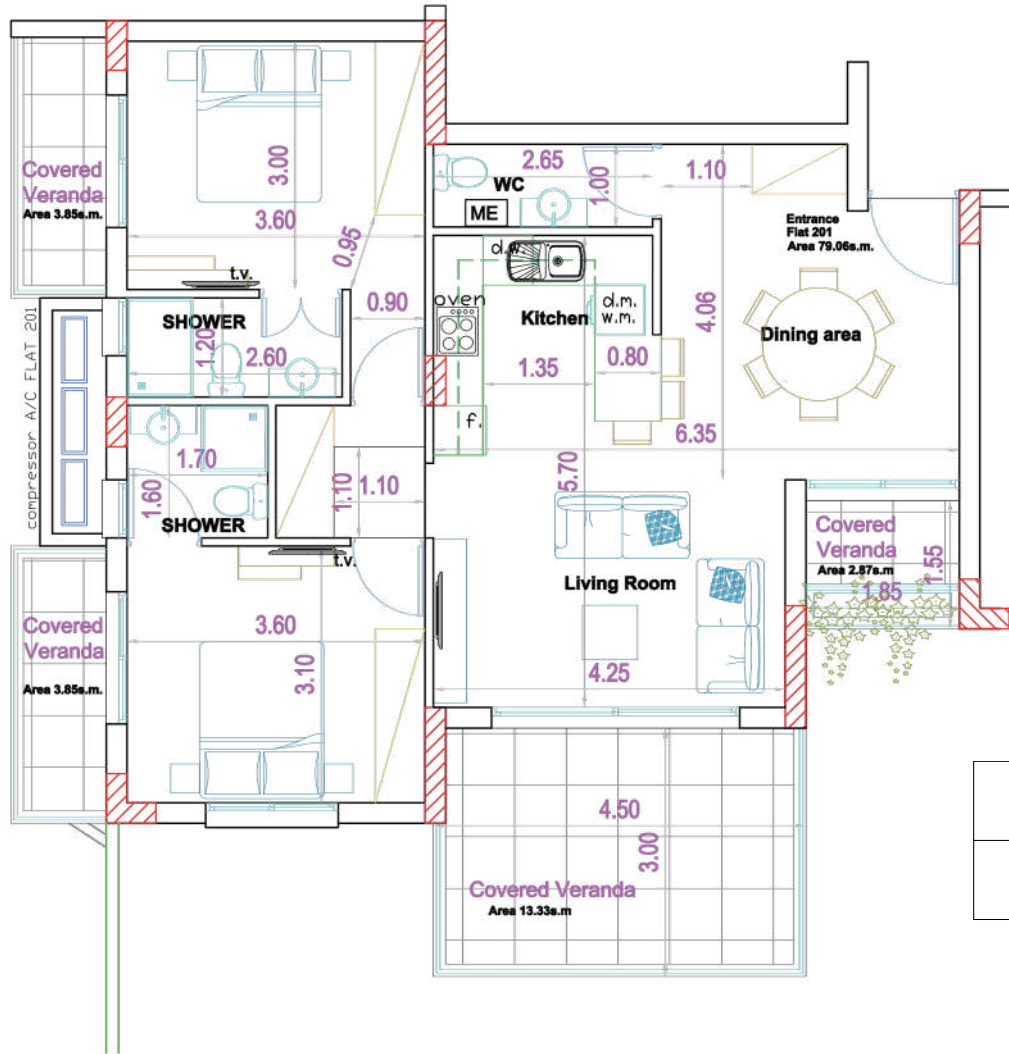 Covered
Veranda
Area 3.85s.m.
3.00
3.60
0.95
t.v.
2.65
WC
ME
1.00
1.10
Entrance
Flat 201
Area 79.06s.m.
compressor A/C FLAT 201
SHOWER
1.20
2.60
0.90
d.w.
oven
Kitchen
d.m.
w.m.
1.35
0.80
f.
4.06
Dining area
6.35
1.70
1.60
SHOWER
1.10
1.10
5.70
t.v.
Covered
Veranda
Area 2.87s.m
1.55
1.85
Living Room
4.25
Covered
Veranda
Area 3.85s.m.
3.60
3.10
4.50
3.00
Covered Veranda
Area 13.33s.m